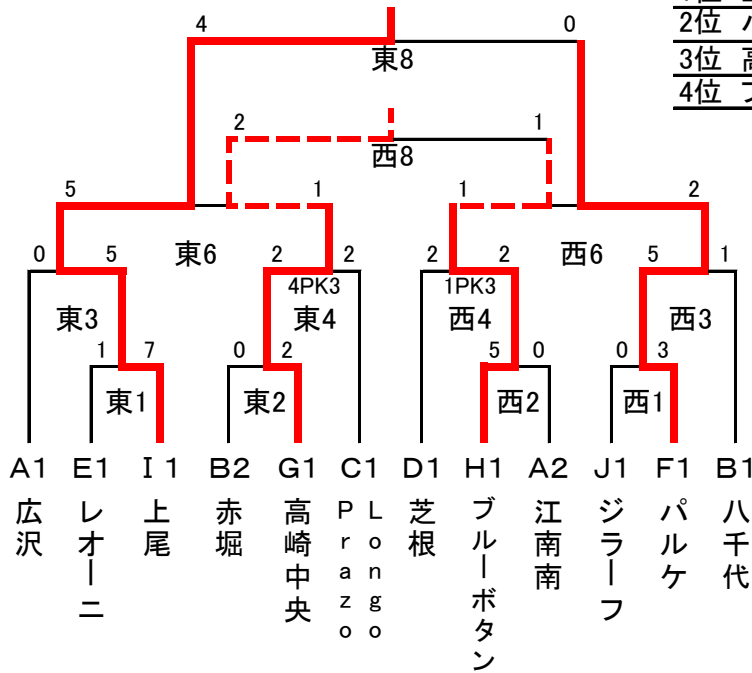 4 0
2位
東8
3位 高
2 1
4位
西8
5 1 1 2
東6 西6
0 5 2 2 2 2 5 1
4PK3 1PK3
東3 東4 西4 西3
1 7 0 2 5 0 0 3
東1 東2 西2 西1
A1 E1 I1 B2 G1 C1 D1 H1 A2 J1 F1 B1
広沢
レオーニ
上尾
赤堀
高崎中央
Longo
Prazo
芝根
ブルーボタン
江南南
ジラーフ
パルケ
八千代